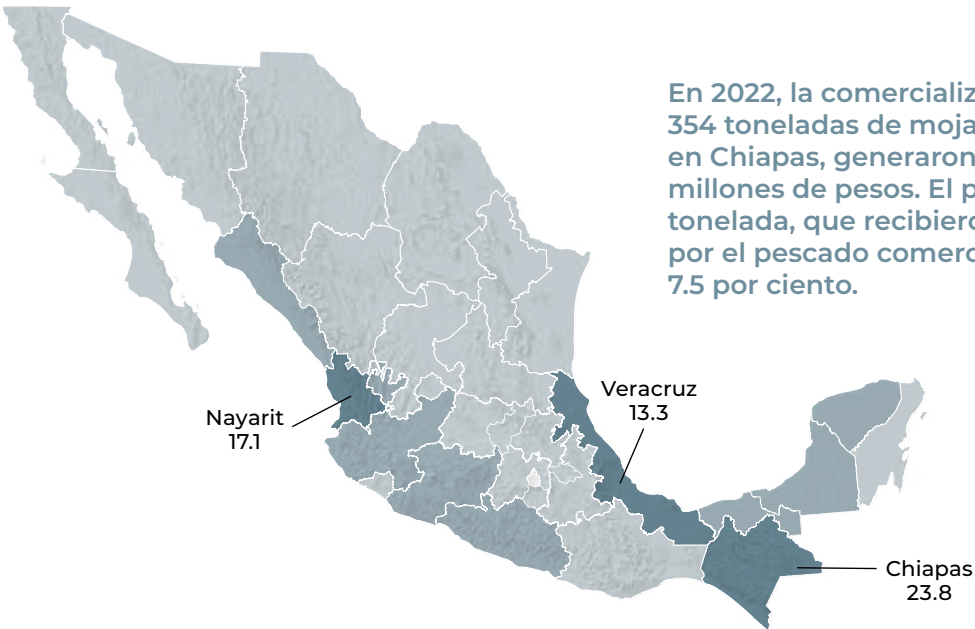 En 2022, la comercializ
354 toneladas de moja
en Chiapas, generaron
millones de pesos. El p
tonelada, que recibiero
por el pescado comerc
7.5 por ciento.
Veracruz
13.3
Nayarit
17.1
Chiapas
23.8